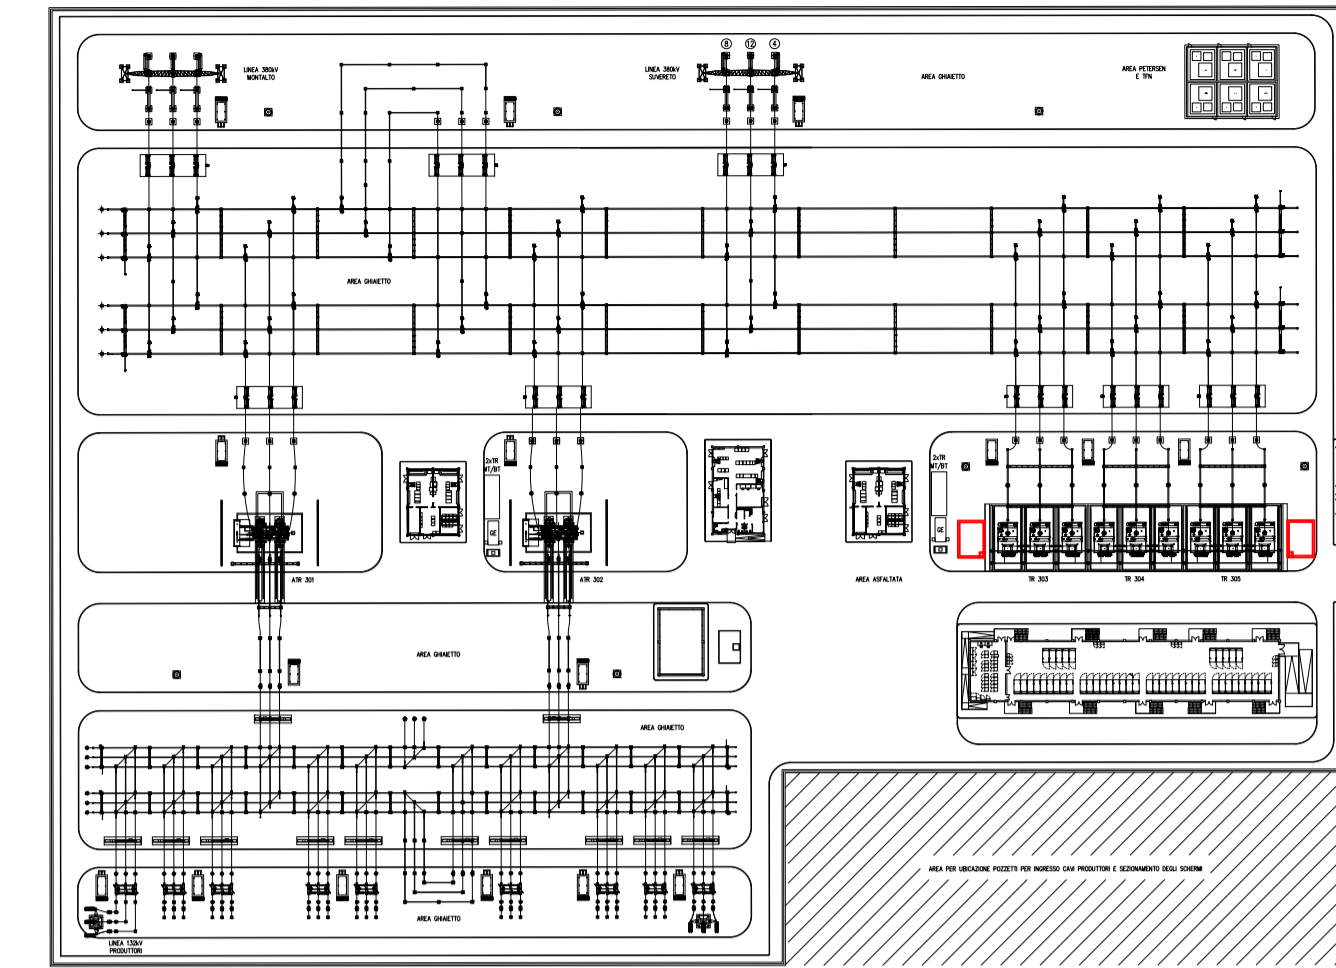 8 12 4
LINEA 380kV
MONTALTO
LINEA 380kV
SUVERETO
AREA GHIAIETTO
AREA PETERSEN
E TFN
AREA GHIAIETTO
2xTR
MT/BT
GE
2xTR
MT/BT
GE
ATR 301
ATR 302
AREA ASFALTATA
TR 303
TR 304
TR 305
AREA GHIAIETTO
AREA GHIAIETTO
AREA PER UBICAZIONE POZZETTI PER INGRESSO CAVI PRODUTTORI E SEZIONAMENTO DEGLI SCHERMI
AREA GHIAIETTO
LINEA 132kV
PRODUTTORI